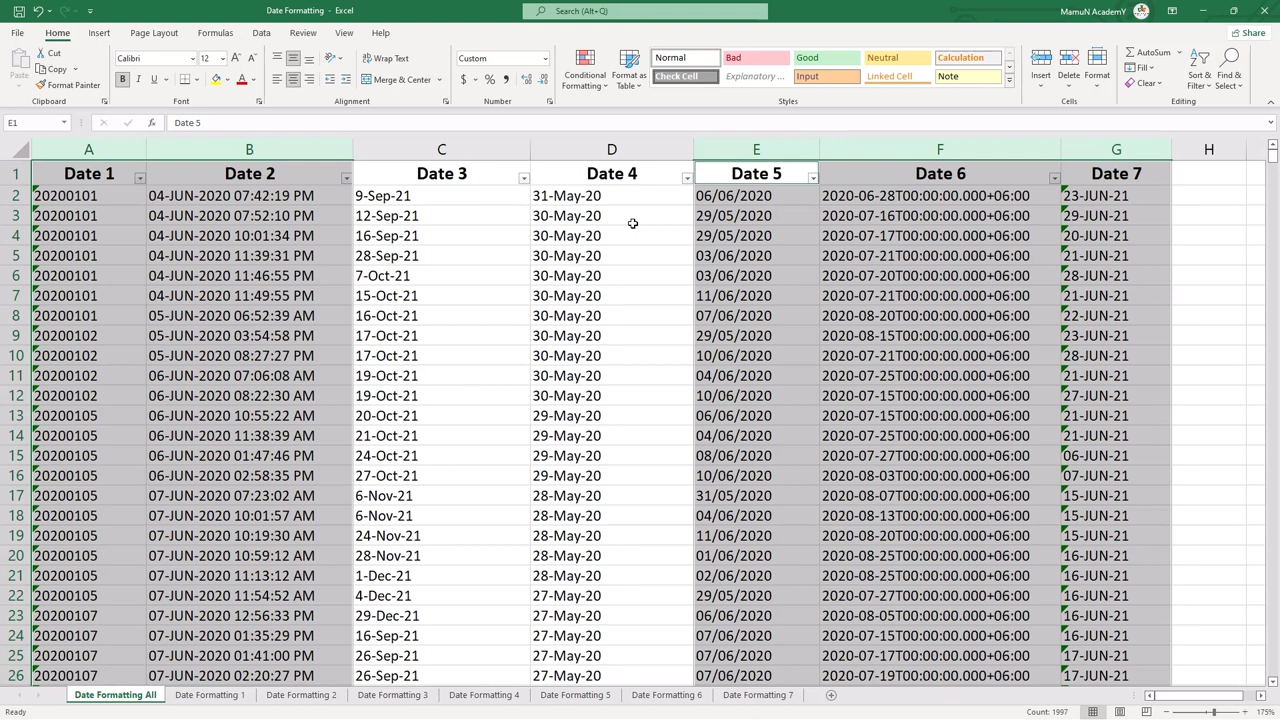 Date Formatting - Excel
Search (Alt+Q)
MamuN AcademY
File Home Insert Page Layout Formulas Data Review View Help
Share
Paste Cut Copy Format Painter Clipboard
Calibri 12 B I U A A Font
Wrap Text Merge & Center Alignment
Custom $ % Number
Conditional Formatting Format as Table
Normal Bad Good Neutral Calculation
Check Cell Explanatory ... Input Linked Cell Note
Styles
Insert Delete Format Cells
AutoSum Fill Clear Sort & Filter Find & Select Editing
E1 fx Date 5
A B C D E F G H
1 Date 1 Date 2 Date 3 Date 4 Date 5 Date 6 Date 7
2 20200101 04-JUN-2020 07:42:19 PM 9-Sep-21 31-May-20 06/06/2020 2020-06-28T00:00:00.000+06:00 23-JUN-21
3 20200101 04-JUN-2020 07:52:10 PM 12-Sep-21 30-May-20 29/05/2020 2020-07-16T00:00:00.000+06:00 29-JUN-21
4 20200101 04-JUN-2020 10:01:34 PM 16-Sep-21 30-May-20 29/05/2020 2020-07-17T00:00:00.000+06:00 20-JUN-21
5 20200101 04-JUN-2020 11:39:31 PM 28-Sep-21 30-May-20 03/06/2020 2020-07-21T00:00:00.000+06:00 21-JUN-21
6 20200101 04-JUN-2020 11:46:55 PM 7-Oct-21 30-May-20 03/06/2020 2020-07-20T00:00:00.000+06:00 28-JUN-21
7 20200101 04-JUN-2020 11:49:55 PM 15-Oct-21 30-May-20 11/06/2020 2020-07-21T00:00:00.000+06:00 21-JUN-21
8 20200101 05-JUN-2020 06:52:39 AM 16-Oct-21 30-May-20 07/06/2020 2020-08-20T00:00:00.000+06:00 22-JUN-21
9 20200102 05-JUN-2020 03:54:58 PM 17-Oct-21 30-May-20 29/05/2020 2020-08-15T00:00:00.000+06:00 23-JUN-21
10 20200102 05-JUN-2020 08:27:27 PM 17-Oct-21 30-May-20 10/06/2020 2020-07-21T00:00:00.000+06:00 28-JUN-21
11 20200102 06-JUN-2020 07:06:08 AM 19-Oct-21 30-May-20 04/06/2020 2020-07-25T00:00:00.000+06:00 21-JUN-21
12 20200102 06-JUN-2020 08:22:30 AM 19-Oct-21 30-May-20 10/06/2020 2020-07-15T00:00:00.000+06:00 27-JUN-21
13 20200105 06-JUN-2020 10:55:22 AM 20-Oct-21 29-May-20 06/06/2020 2020-07-15T00:00:00.000+06:00 21-JUN-21
14 20200105 06-JUN-2020 11:38:39 AM 21-Oct-21 29-May-20 04/06/2020 2020-07-25T00:00:00.000+06:00 21-JUN-21
15 20200105 06-JUN-2020 01:47:46 PM 24-Oct-21 29-May-20 08/06/2020 2020-07-27T00:00:00.000+06:00 06-JUN-21
16 20200105 06-JUN-2020 02:58:35 PM 27-Oct-21 29-May-20 10/06/2020 2020-08-03T00:00:00.000+06:00 07-JUN-21
17 20200105 07-JUN-2020 07:23:02 AM 6-Nov-21 28-May-20 31/05/2020 2020-08-07T00:00:00.000+06:00 15-JUN-21
18 20200105 07-JUN-2020 10:01:57 AM 6-Nov-21 28-May-20 04/06/2020 2020-08-13T00:00:00.000+06:00 15-JUN-21
19 20200105 07-JUN-2020 10:19:30 AM 24-Nov-21 28-May-20 11/06/2020 2020-08-20T00:00:00.000+06:00 15-JUN-21
20 20200105 07-JUN-2020 10:59:12 AM 28-Nov-21 28-May-20 01/06/2020 2020-08-25T00:00:00.000+06:00 16-JUN-21
21 20200105 07-JUN-2020 11:13:12 AM 1-Dec-21 28-May-20 02/06/2020 2020-08-25T00:00:00.000+06:00 16-JUN-21
22 20200105 07-JUN-2020 11:54:52 AM 4-Dec-21 27-May-20 29/05/2020 2020-07-15T00:00:00.000+06:00 16-JUN-21
23 20200107 07-JUN-2020 12:56:33 PM 29-Dec-21 27-May-20 06/06/2020 2020-08-05T00:00:00.000+06:00 16-JUN-21
24 20200107 07-JUN-2020 01:35:29 PM 16-Sep-21 27-May-20 07/06/2020 2020-07-15T00:00:00.000+06:00 16-JUN-21
25 20200107 07-JUN-2020 01:41:00 PM 26-Sep-21 27-May-20 07/06/2020 2020-07-17T00:00:00.000+06:00 17-JUN-21
26 20200107 07-JUN-2020 02:20:27 PM 26-Sep-21 27-May-20 07/06/2020 2020-07-19T00:00:00.000+06:00 17-JUN-21
Date Formatting All Date Formatting 1 Date Formatting 2 Date Formatting 3 Date Formatting 4 Date Formatting 5 Date Formatting 6 Date Formatting 7
Ready Count: 1997 175%